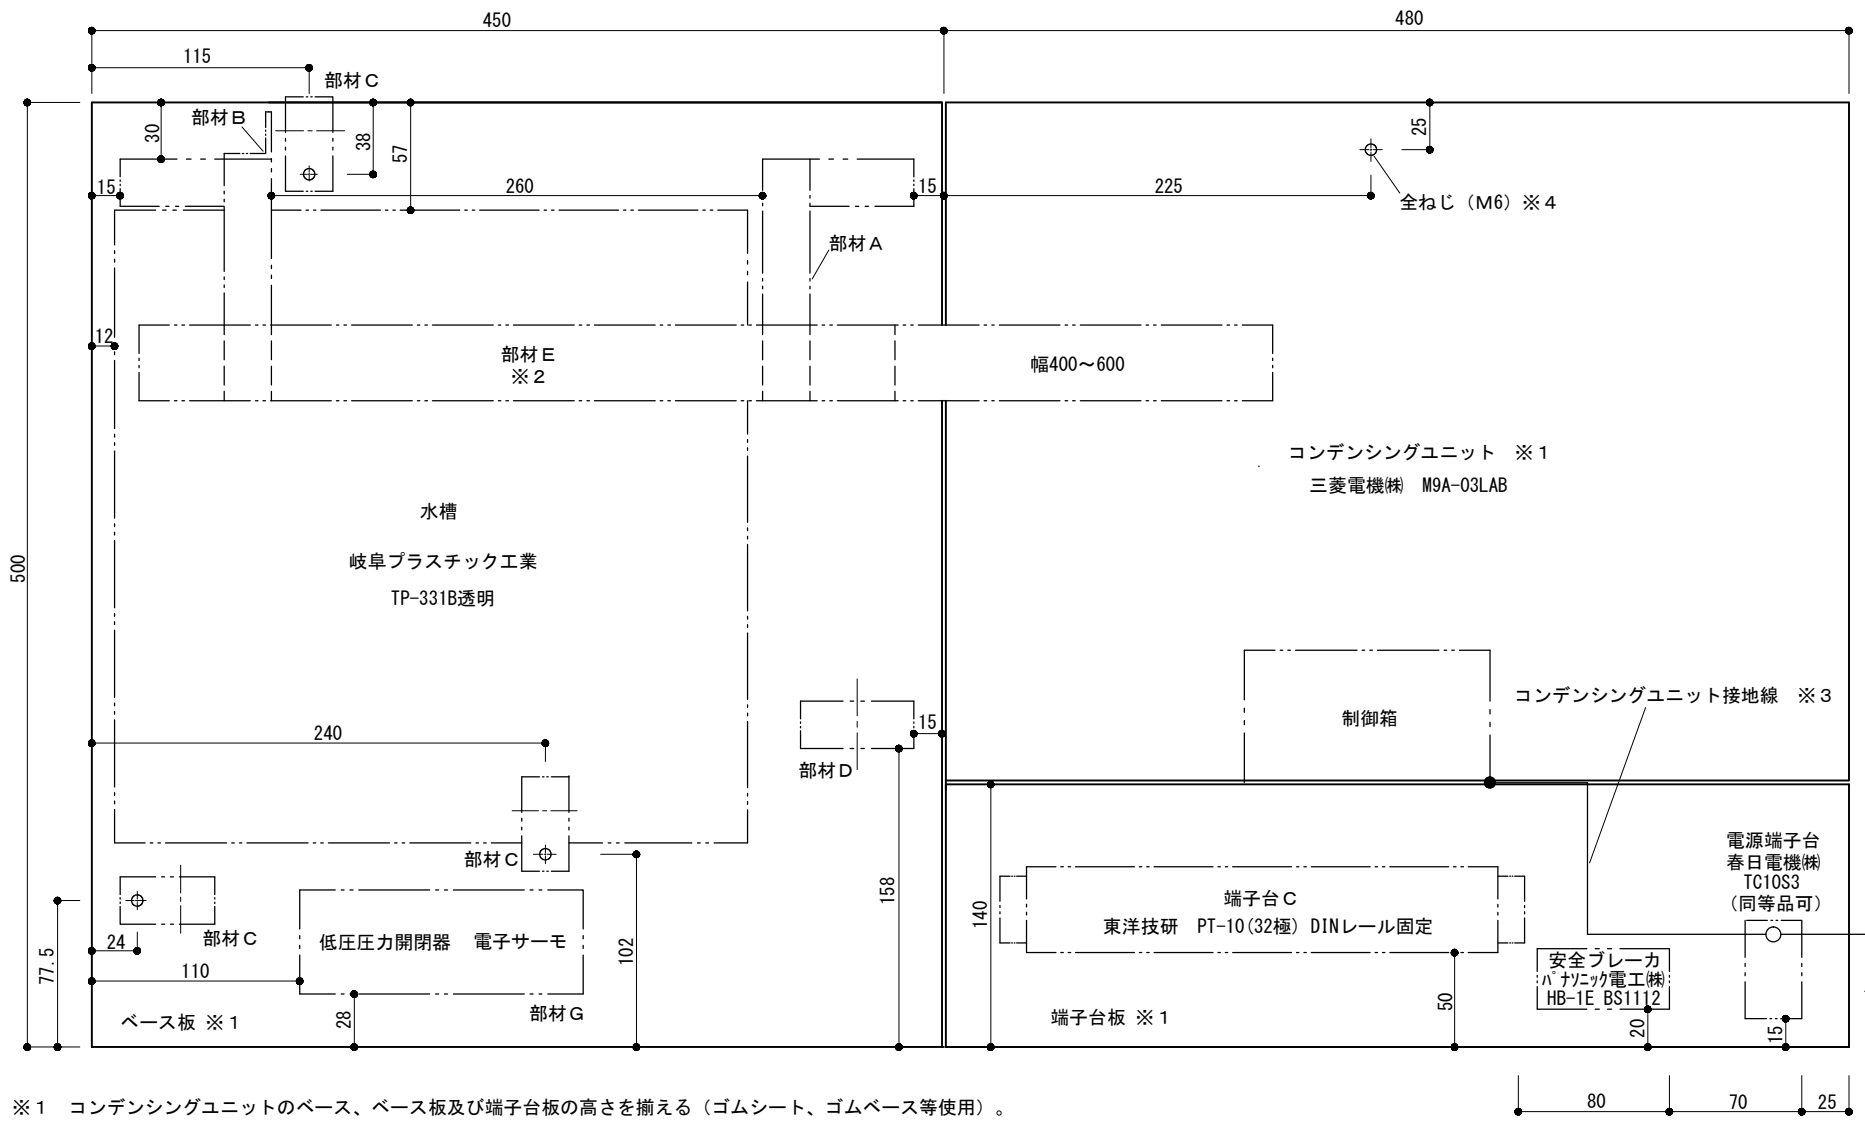 450
480
115
部材Ｃ
部材Ｂ
30
38
57
25
15
260
15
225
全ねじ（Ｍ6）※４
部材Ａ
12
部材Ｅ
※２
幅400～600
コンデンシングユニット　※１
三菱電機㈱　M9A-03LAB
水槽
岐阜プラスチック工業
TP-331B透明
500
制御箱
コンデンシングユニット接地線　※３
15
240
部材Ｄ
部材Ｃ
電源端子台
春日電機㈱
TC10S3
（同等品可）
158
140
端子台Ｃ
東洋技研　PT-10(32極) DINレール固定
77.5
24
部材Ｃ
低圧圧力開閉器　電子サーモ
102
110
28
部材Ｇ
50
安全ブレーカ
ﾊﾟﾅｿﾆｯｸ電工㈱
HB-1E BS1112
20
15
ベース板 ※１
端子台板 ※１
80
70
25
※１　コンデンシングユニットのベース、ベース板及び端子台板の高さを揃える（ゴムシート、ゴムベース等使用）。